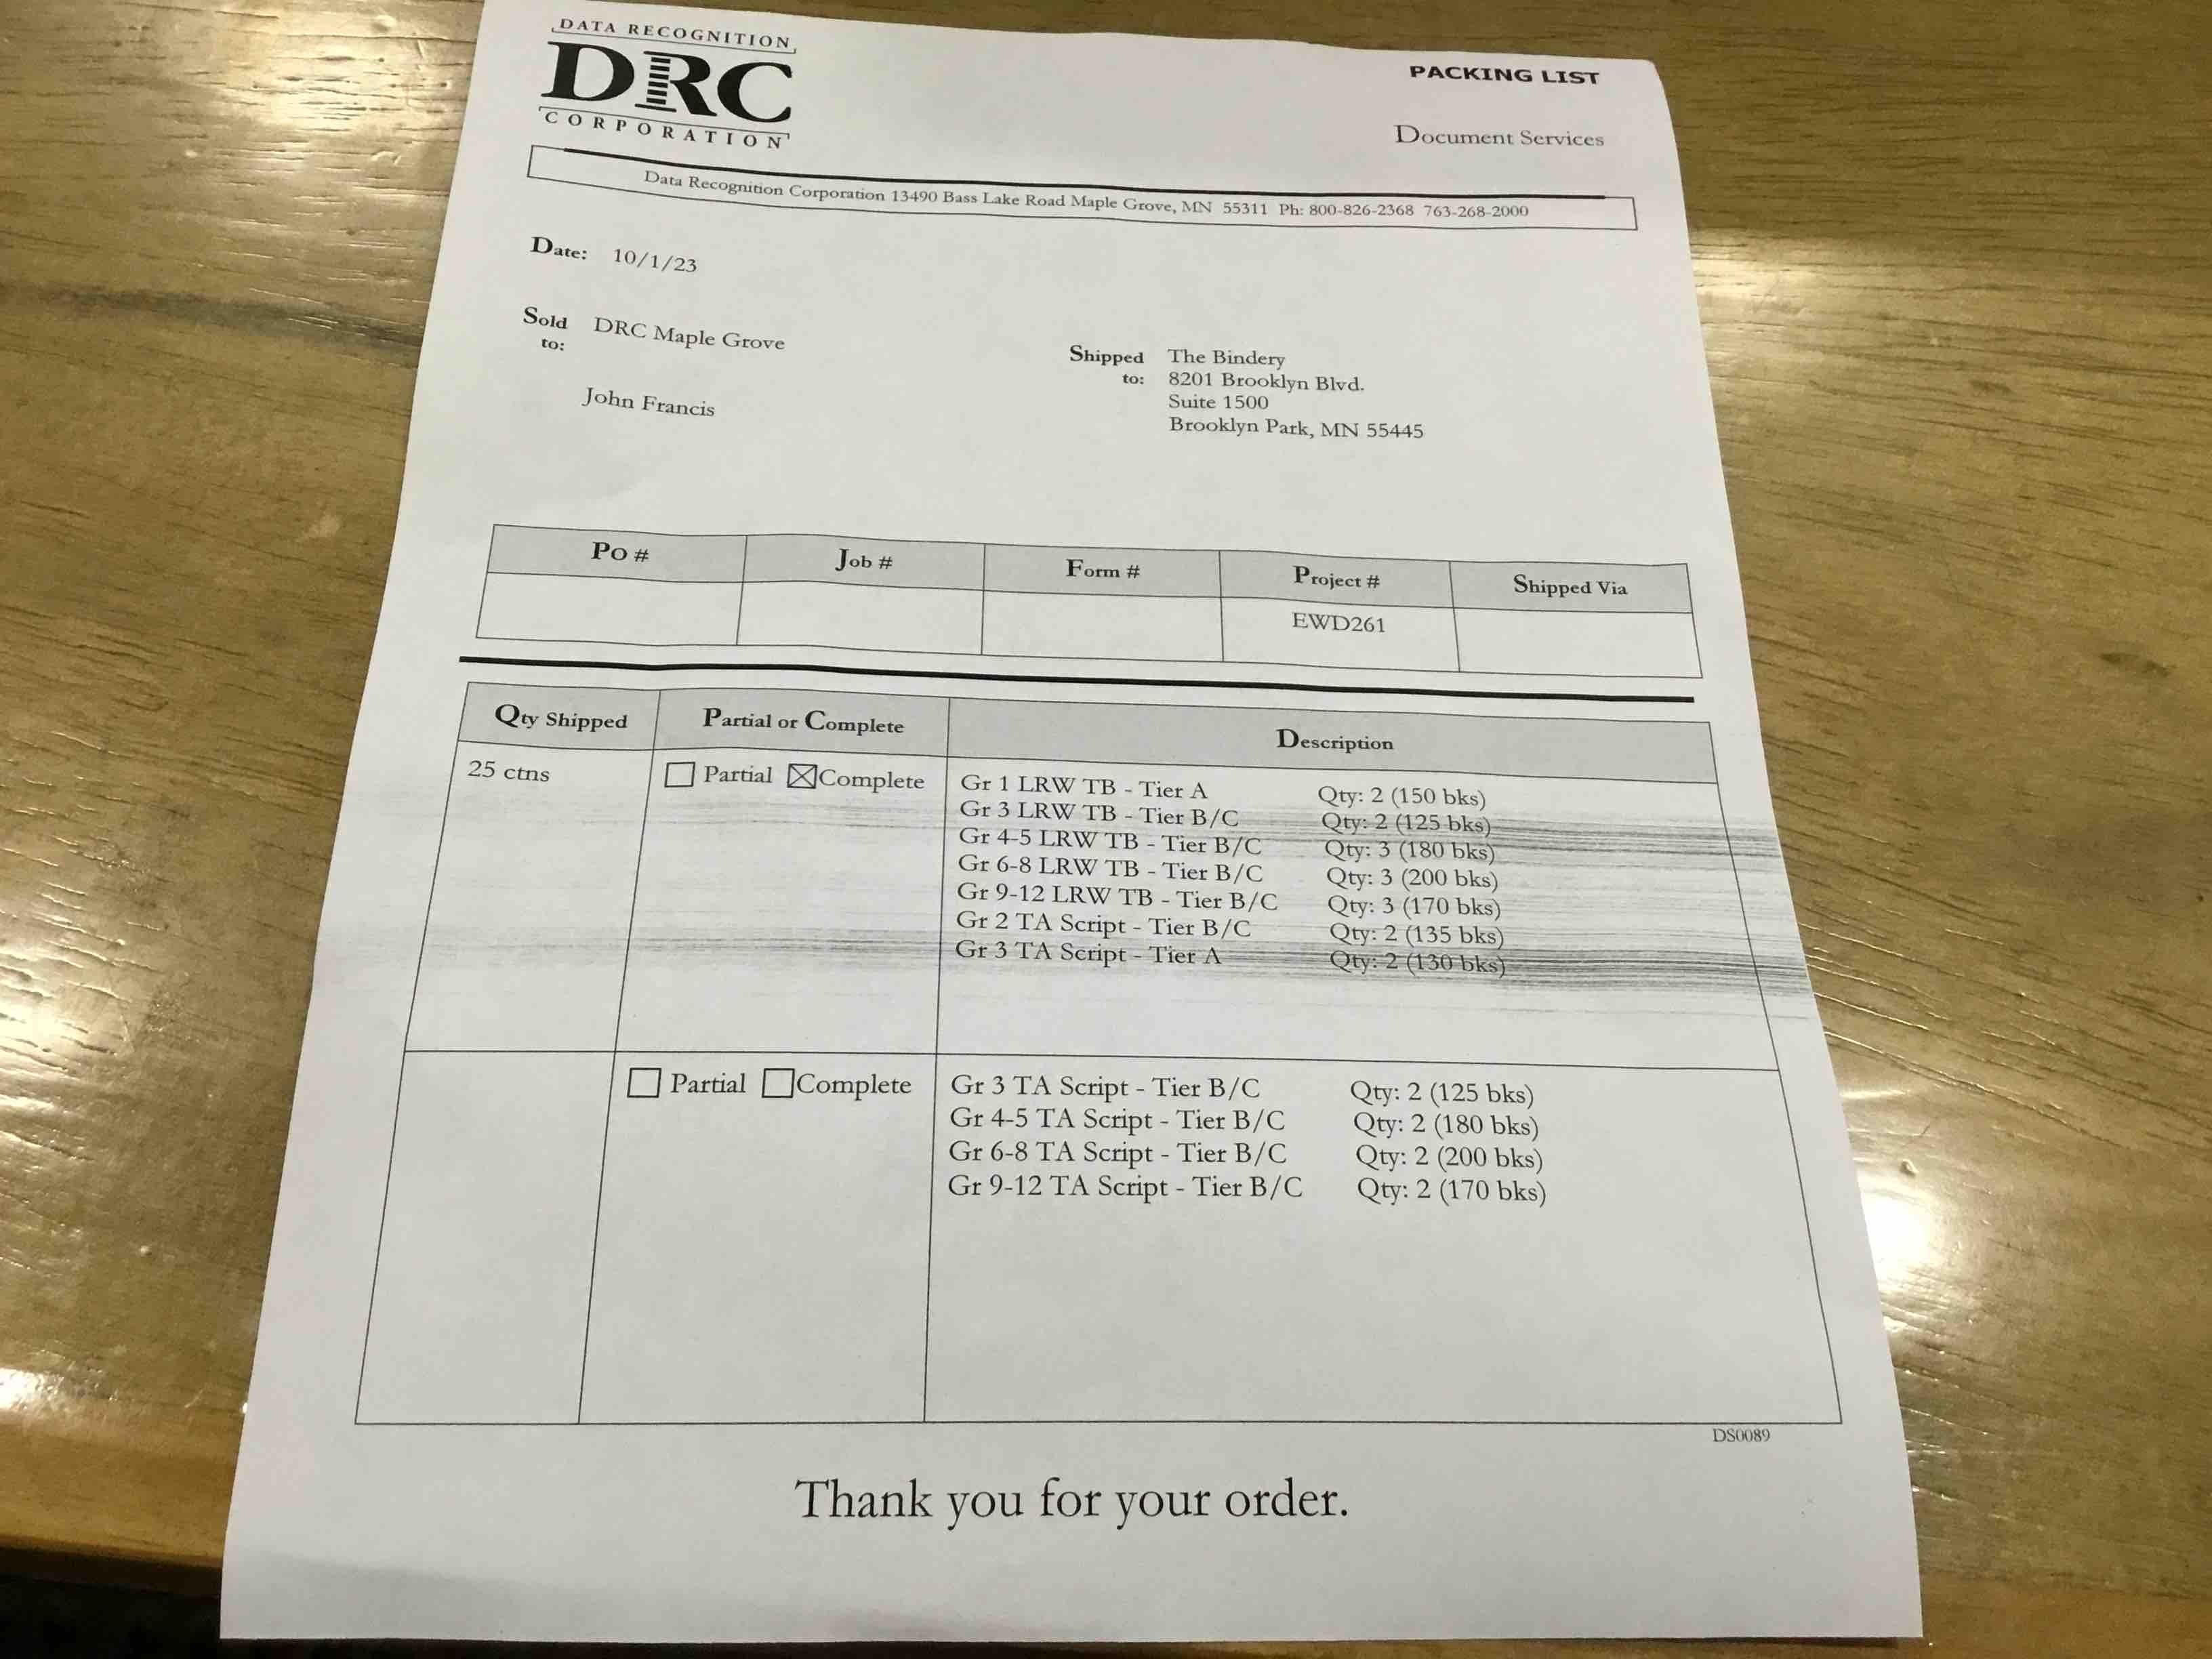 DATA RECOGNITION
DRC
CORPORATION
PACKING LIST
Document Services
Data Recognition Corporation 13490 Bass Lake Road Maple Grove, MN 55311 Ph: 800-826-2368 763-268-2000
Date: 10/1/23
Sold to: DRC Maple Grove
John Francis
Shipped to: The Bindery
8201 Brooklyn Blvd.
Suite 1500
Brooklyn Park, MN 55445
PO # Job # Form # Project # Shipped Via
EWD261
Qty Shipped Partial or Complete Description
25 ctns Partial Complete Gr 1 LRW TB - Tier A Qty: 2 (150 bks)
Gr 3 LRW TB - Tier B/C Qty: 2 (125 bks)
Gr 4-5 LRW TB - Tier B/C Qty: 3 (180 bks)
Gr 6-8 LRW TB - Tier B/C Qty: 3 (200 bks)
Gr 9-12 LRW TB - Tier B/C Qty: 3 (170 bks)
Gr 2 TA Script - Tier B/C Qty: 2 (135 bks)
Gr 3 TA Script - Tier A Qty: 2 (130 bks)
Partial Complete Gr 3 TA Script - Tier B/C Qty: 2 (125 bks)
Gr 4-5 TA Script - Tier B/C Qty: 2 (180 bks)
Gr 6-8 TA Script - Tier B/C Qty: 2 (200 bks)
Gr 9-12 TA Script - Tier B/C Qty: 2 (170 bks)
DS0089
Thank you for your order.